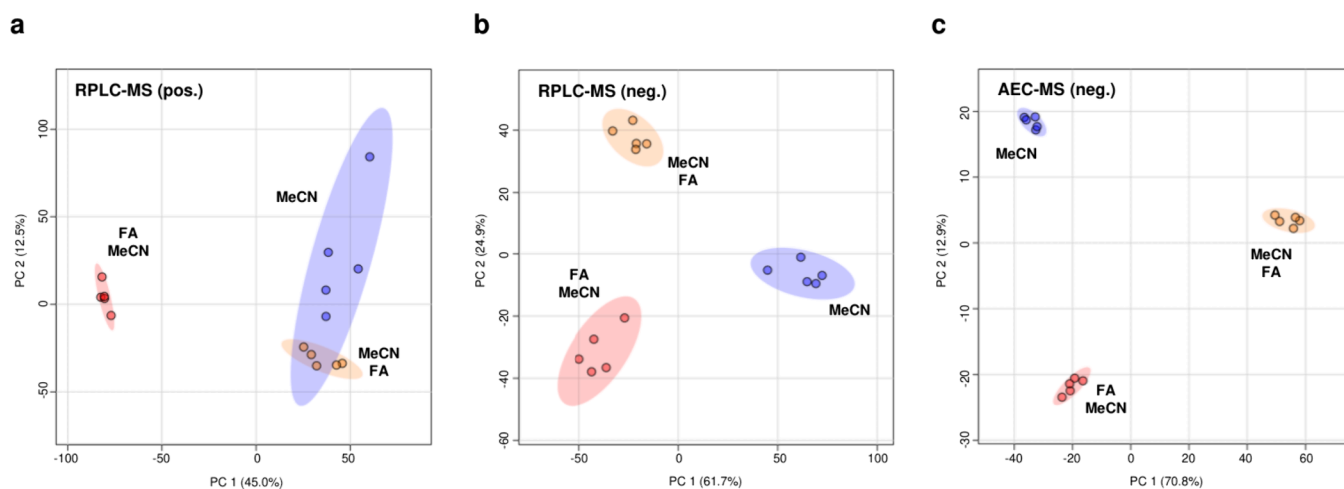 a
RPLC-MS (pos.)
100
50
0
-50
PC 2 (12.5%)
MeCN
FA
MeCN
MeCN
FA
-100
-50
0
50
PC 1 (45.0%)
b
RPLC-MS (neg.)
40
20
0
-20
-40
-60
PC 2 (24.9%)
MeCN
FA
FA
MeCN
MeCN
-50
0
50
100
PC 1 (61.7%)
c
AEC-MS (neg.)
20
10
0
-10
-20
-30
PC 2 (12.9%)
MeCN
MeCN
FA
FA
MeCN
-40
-20
0
20
40
60
PC 1 (70.8%)